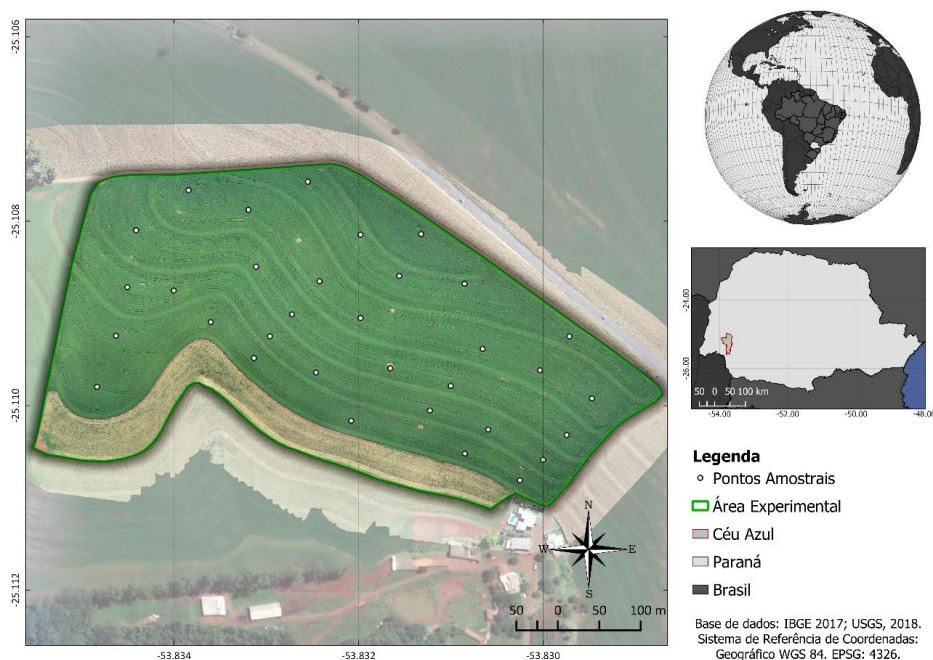 -25.106
-25.108
-25.110
-25.112
-53.834
-53.832
-53.830
N
W
E
S
50 0 50 100 m
-24.00
-26.00
50 0 50 100 km
-54.00
-52.00
-50.00
-48.00
Legenda
Pontos Amostrais
Área Experimental
Céu Azul
Paraná
Brasil
Base de dados: IBGE 2017; USGS, 2018.
Sistema de Referência de Coordenadas:
Geográfico WGS 84. EPSG: 4326.